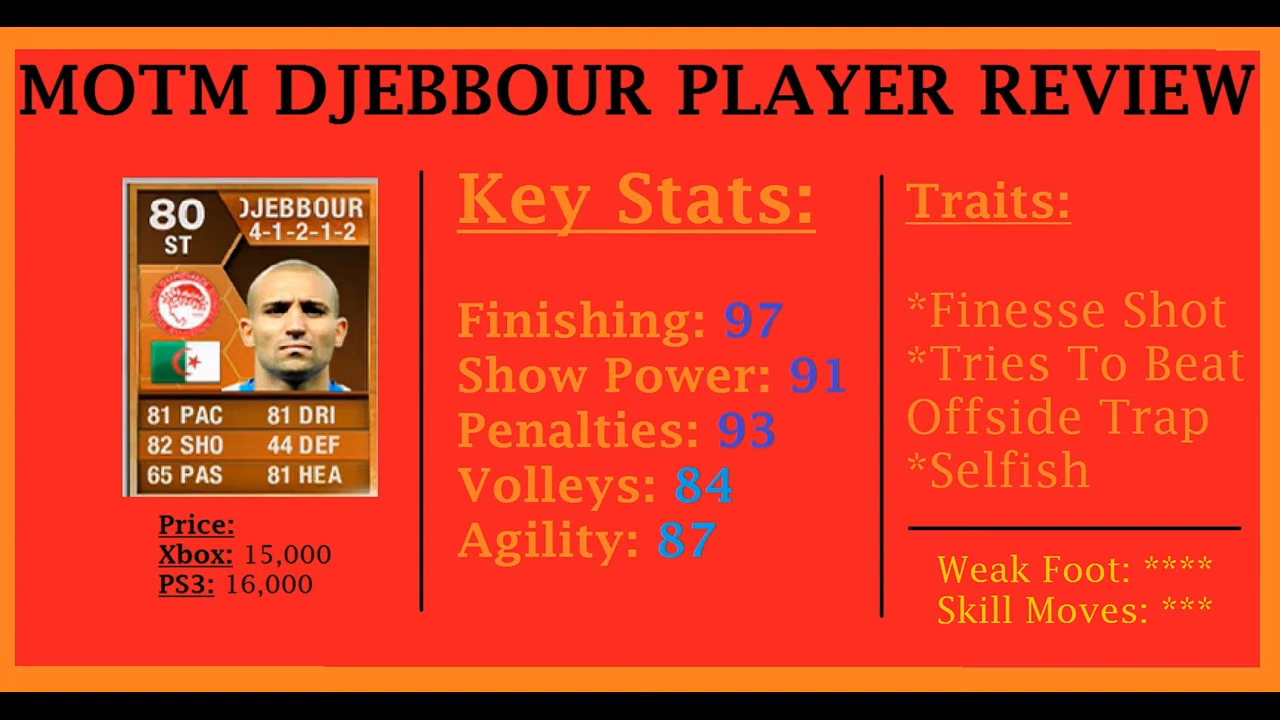 MOTM DJEBBOUR PLAYER REVIEW
80
ST
DJEBBOUR
4-1-2-1-2
81 PAC 81 DRI
82 SHO 44 DEF
65 PAS 81 HEA
Price:
Xbox: 15,000
PS3: 16,000
Key Stats:
Finishing: 97
Show Power: 91
Penalties: 93
Volleys: 84
Agility: 87
Traits:
*Finesse Shot
*Tries To Beat
Offside Trap
*Selfish
Weak Foot: ****
Skill Moves: ***